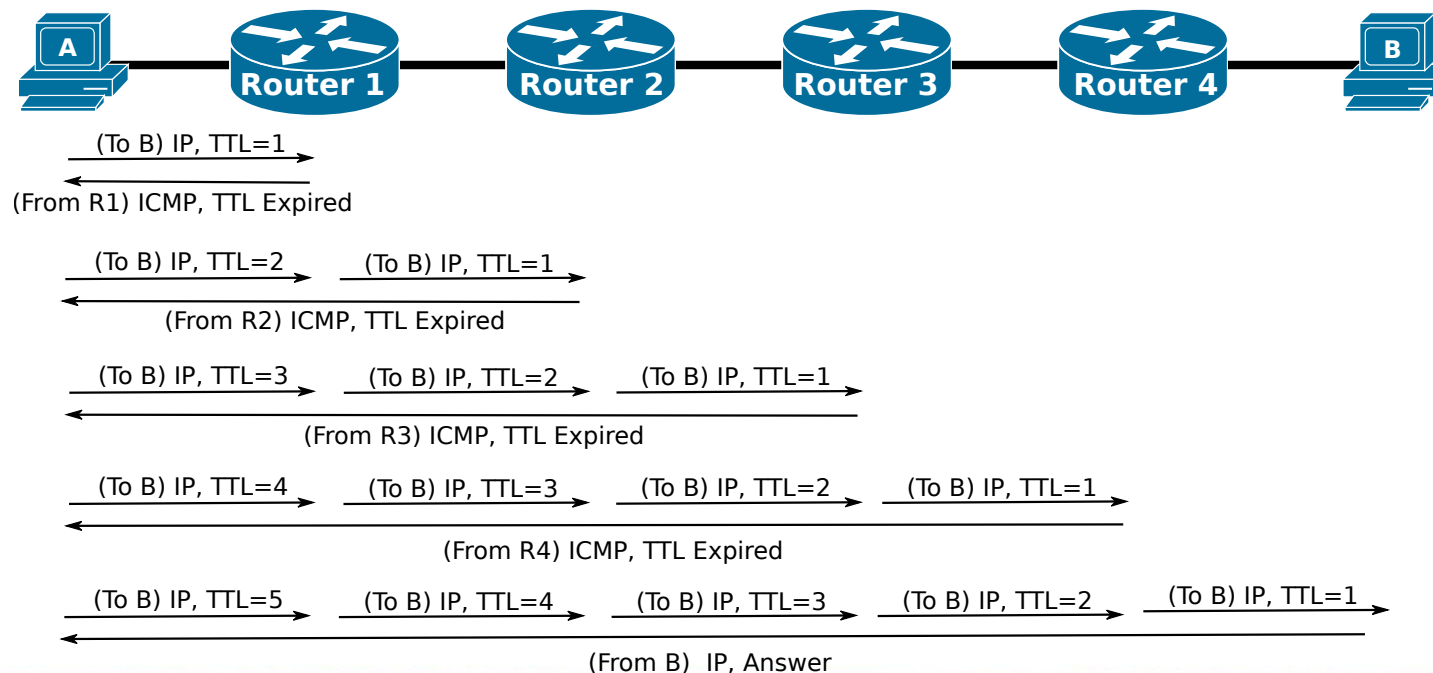 A
Router 1
Router 2
Router 3
Router 4
B
(To B) IP, TTL=1
(From R1) ICMP, TTL Expired
(To B) IP, TTL=2
(To B) IP, TTL=1
(From R2) ICMP, TTL Expired
(To B) IP, TTL=3
(To B) IP, TTL=2
(To B) IP, TTL=1
(From R3) ICMP, TTL Expired
(To B) IP, TTL=4
(To B) IP, TTL=3
(To B) IP, TTL=2
(To B) IP, TTL=1
(From R4) ICMP, TTL Expired
(To B) IP, TTL=5
(To B) IP, TTL=4
(To B) IP, TTL=3
(To B) IP, TTL=2
(To B) IP, TTL=1
(From B) IP, Answer